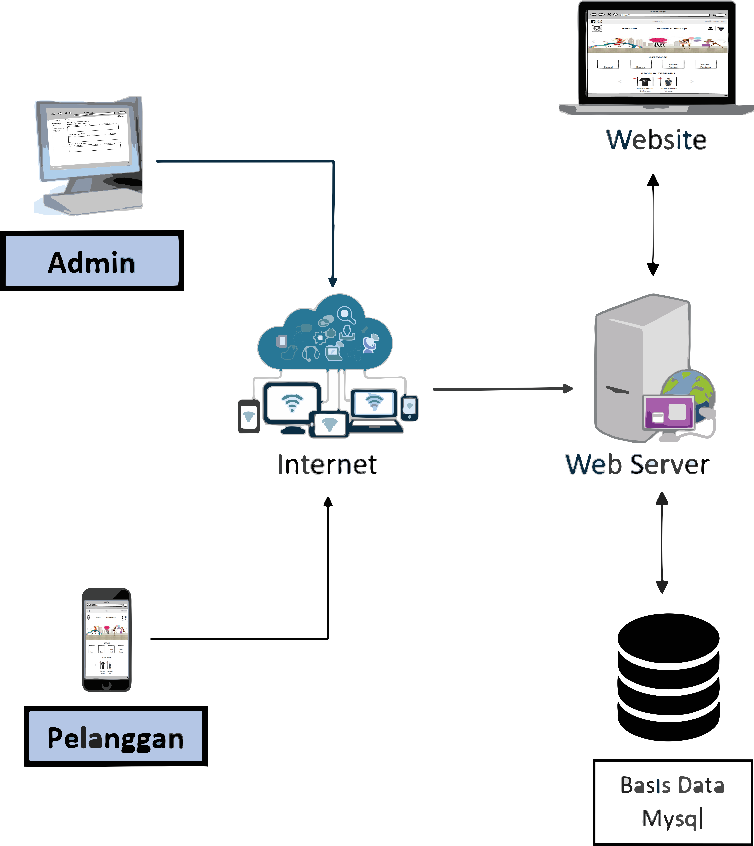 Website
Admin
Internet
Web Server
Pelanggan
Basis Data
Mysql